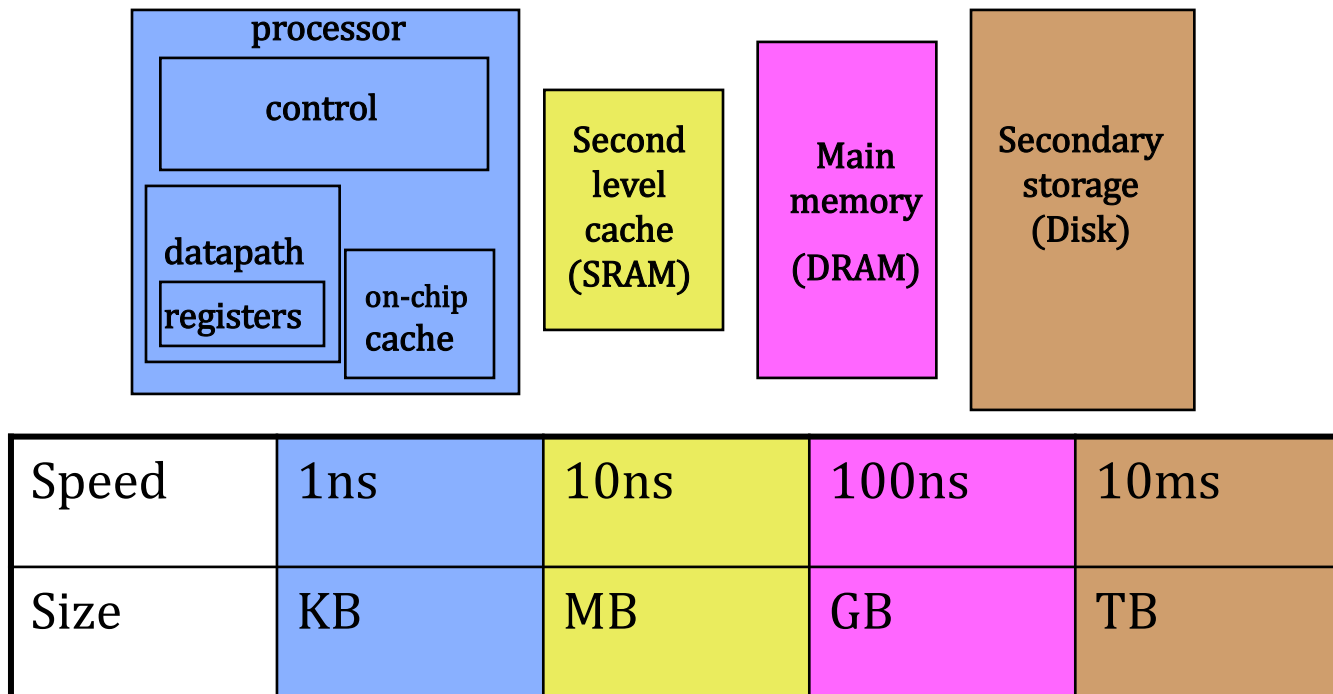 processor
control
datapath
registers
on-chip
cache
Second
level
cache
(SRAM)
Main
memory
(DRAM)
Secondary
storage
(Disk)
Speed 1ns 10ns 100ns 10ms
Size KB MB GB TB